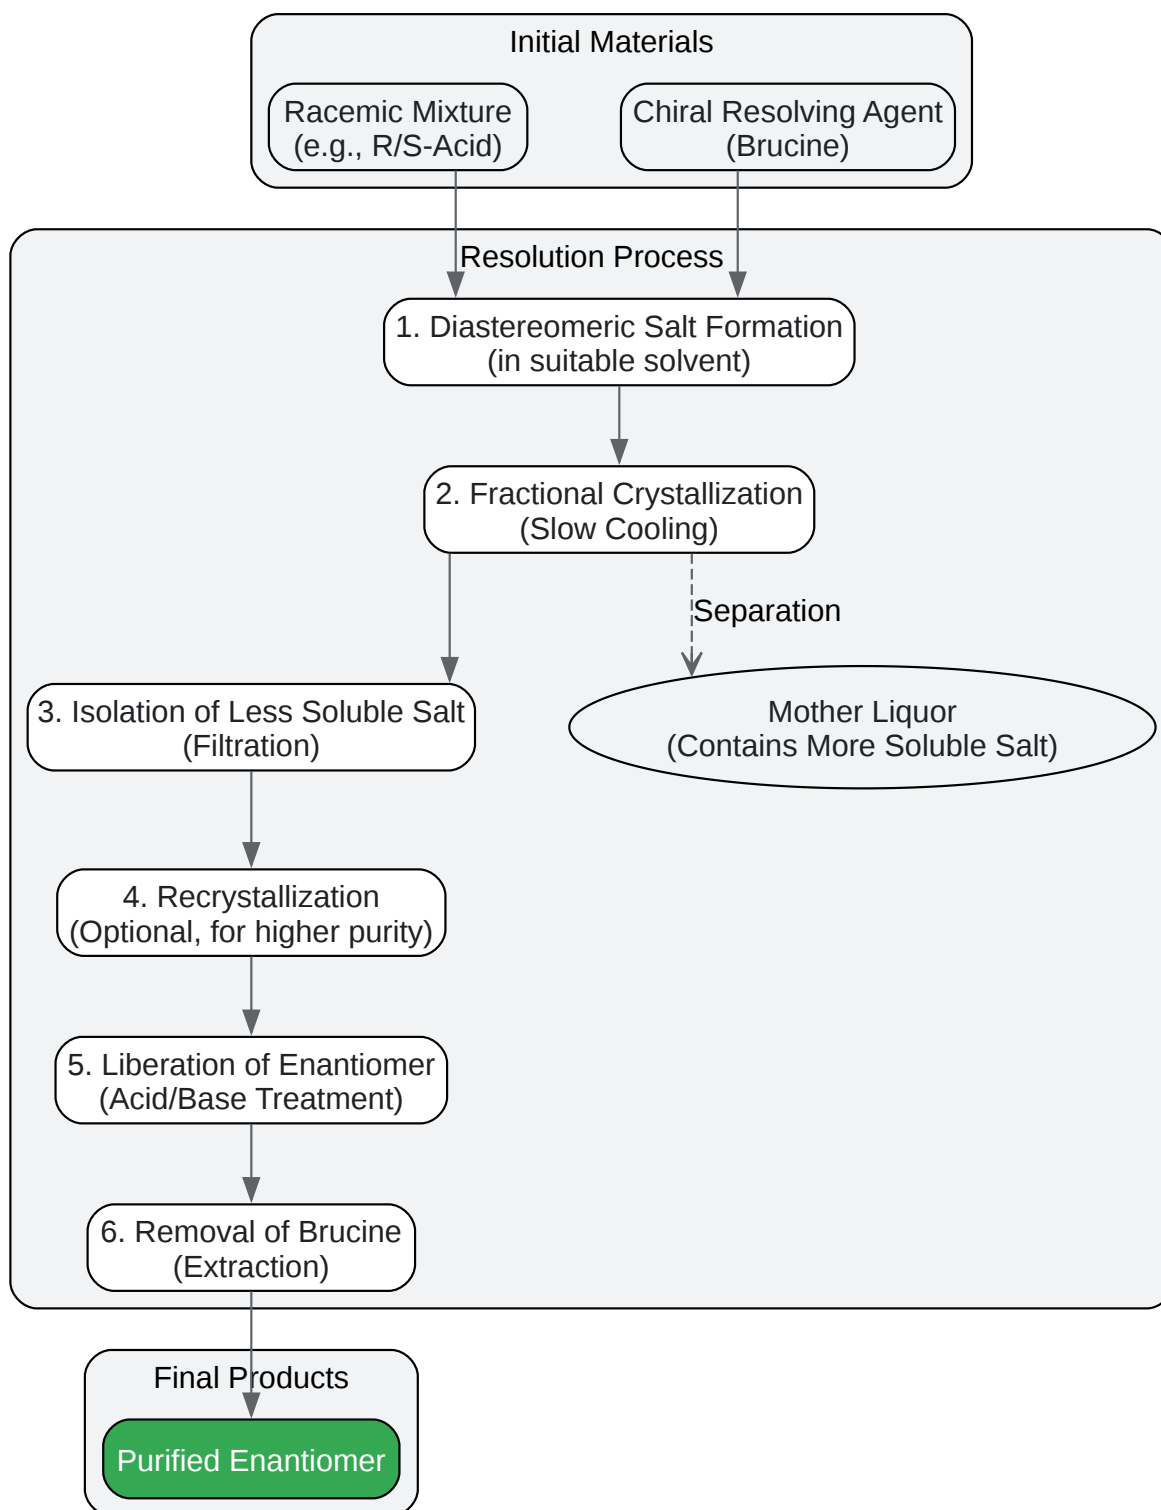 Initial Materials
Racemic Mixture
(e.g., R/S-Acid)
Chiral Resolving Agent
(Brucine)
Resolution Process
1. Diastereomeric Salt Formation
(in suitable solvent)
2. Fractional Crystallization
(Slow Cooling)
Separation
3. Isolation of Less Soluble Salt
(Filtration)
Mother Liquor
(Contains More Soluble Salt)
4. Recrystallization
(Optional, for higher purity)
5. Liberation of Enantiomer
(Acid/Base Treatment)
6. Removal of Brucine
(Extraction)
Final Products
Purified Enantiomer